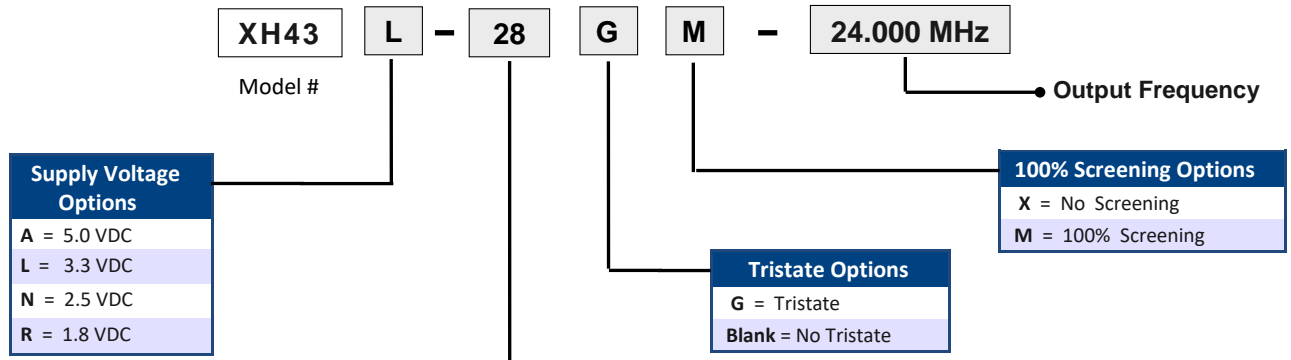 XH43 L – 28 G M – 24.000 MHz
Model #
Output Frequency
Supply Voltage
Options
A = 5.0 VDC
L = 3.3 VDC
N = 2.5 VDC
R = 1.8 VDC
100% Screening Options
X = No Screening
M = 100% Screening
Tristate Options
G = Tristate
Blank = No Tristate